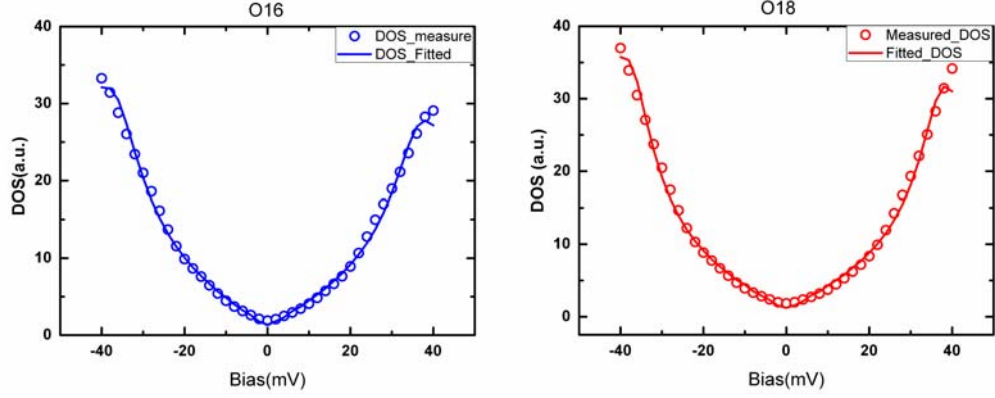 O16
DOS_measure
DOS_Fitted
DOS(a.u.)
40
30
20
10
0
-40
-20
0
20
40
Bias(mV)
O18
Measured_DOS
Fitted_DOS
DOS (a.u.)
40
30
20
10
0
-40
-20
0
20
40
Bias(mV)